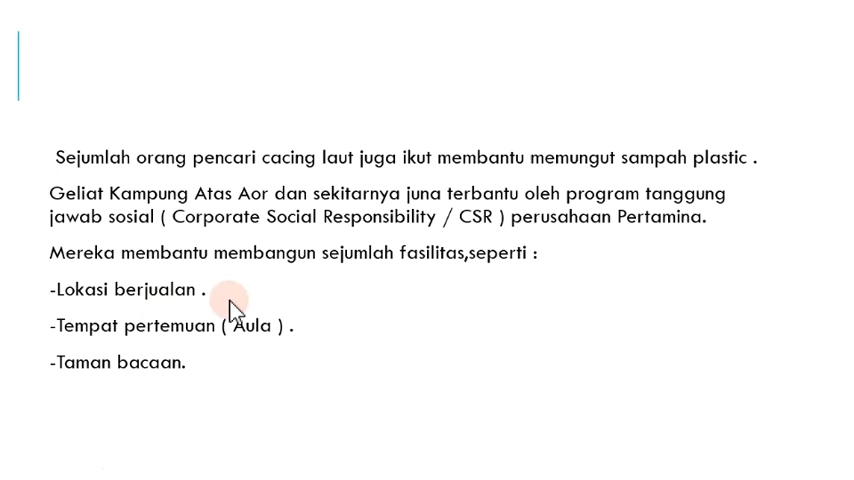 Sejumlah orang pencari cacing laut juga ikut membantu memungut sampah plastic .
Geliat Kampung Atas Aor dan sekitarnya juna terbantu oleh program tanggung
jawab sosial ( Corporate Social Responsibility / CSR ) perusahaan Pertamina.
Mereka membantu membangun sejumlah fasilitas,seperti :
-Lokasi berjualan .
-Tempat pertemuan ( Aula ) .
-Taman bacaan.